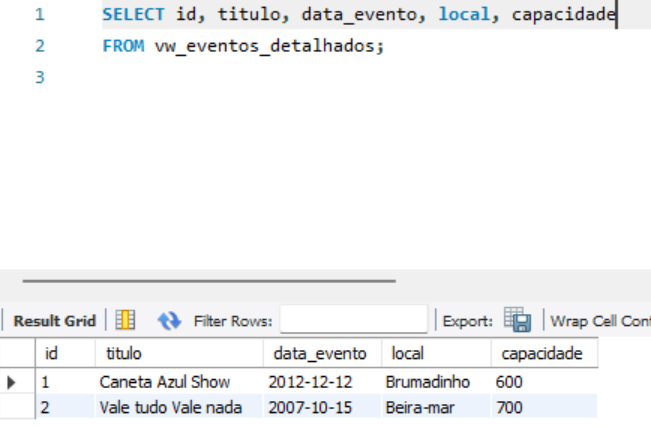 1 SELECT id, titulo, data_evento, local, capacidade
2 FROM vw_eventos_detalhados;
3
Result Grid Filter Rows: Export: Wrap Cell
id titulo data_evento local capacidade
1 Caneta Azul Show 2012-12-12 Brumadinho 600
2 Vale tudo Vale nada 2007-10-15 Beira-mar 700